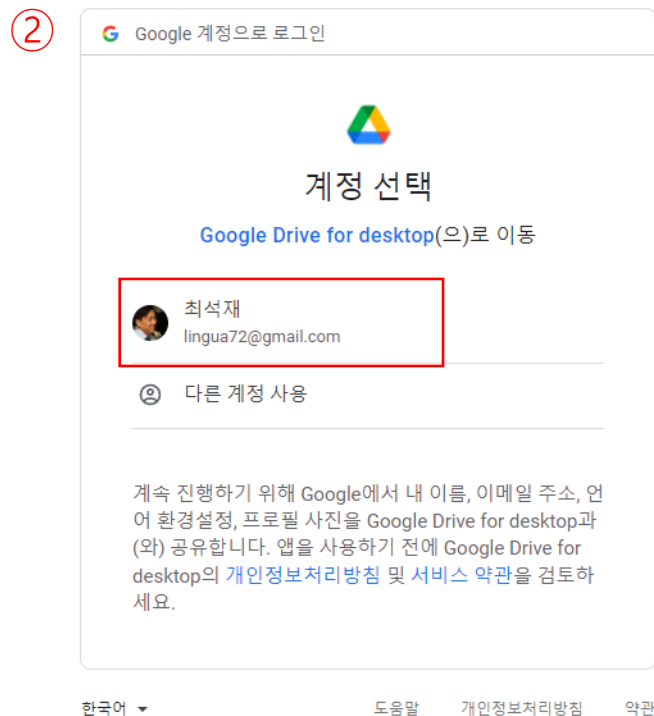 ②
Google 계정으로 로그인
계정 선택
Google Drive for desktop(으)로 이동
최석재
lingua72@gmail.com
다른 계정 사용
계속 진행하기 위해 Google에서 내 이름, 이메일 주소, 언
어 환경설정, 프로필 사진을 Google Drive for desktop과
(와) 공유합니다. 앱을 사용하기 전에 Google Drive for
desktop의 개인정보처리방침 및 서비스 약관을 검토하
세요.
한국어 도움말 개인정보처리방침 약관